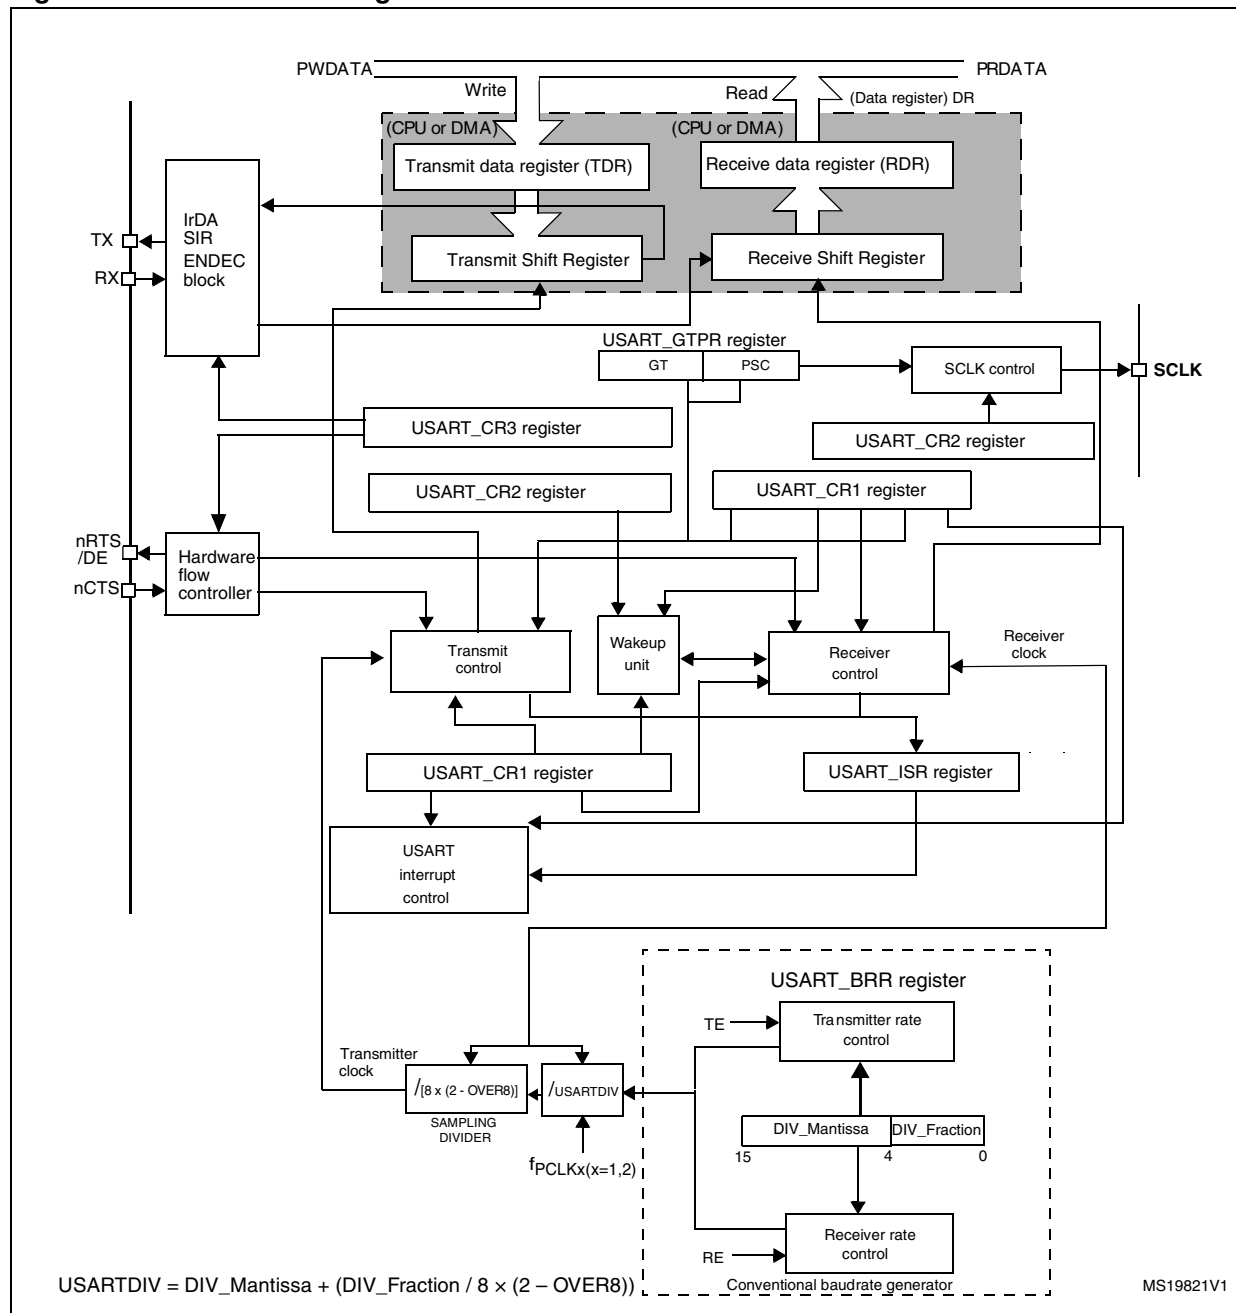 PWDATA
PRDATA
Write
Read
(Data register) DR
(CPU or DMA)
(CPU or DMA)
Transmit data register (TDR)
Receive data register (RDR)
IrDA
SIR
ENDEC
block
TX
RX
Transmit Shift Register
Receive Shift Register
USART_GTPR register
GT
PSC
SCLK control
SCLK
USART_CR3 register
USART_CR2 register
USART_CR2 register
USART_CR1 register
nRTS
/DE
nCTS
Hardware
flow
controller
Transmit
control
Wakeup
unit
Receiver
control
Receiver
clock
USART_CR1 register
USART_ISR register
USART
interrupt
control
USART_BRR register
TE
Transmitter rate
control
Transmitter
clock
/[8 x (2 - OVER8)]
/USARTDIV
SAMPLING
DIVIDER
fPCLKx(x=1,2)
DIV_Mantissa
DIV_Fraction
15
4
0
Receiver rate
control
RE
Conventional baudrate generator
USARTDIV = DIV_Mantissa + (DIV_Fraction / 8 × (2 – OVER8))
MS19821V1